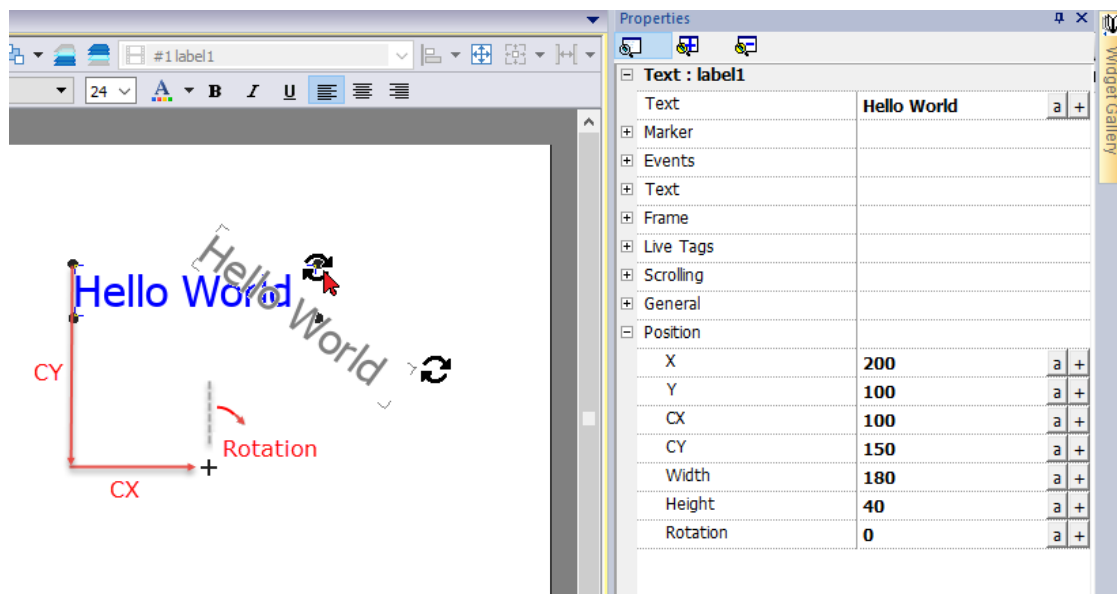 Properties
#1 label1
24
A
B
I
U
Text : label1
Text
Hello World
a +
Marker
Events
Text
Frame
Live Tags
Scrolling
General
Position
X
200
a +
Y
100
a +
CX
100
a +
CY
150
a +
Width
180
a +
Height
40
a +
Rotation
0
a +
Widget Gallery
Hello World
Hello World
CY
Rotation
CX